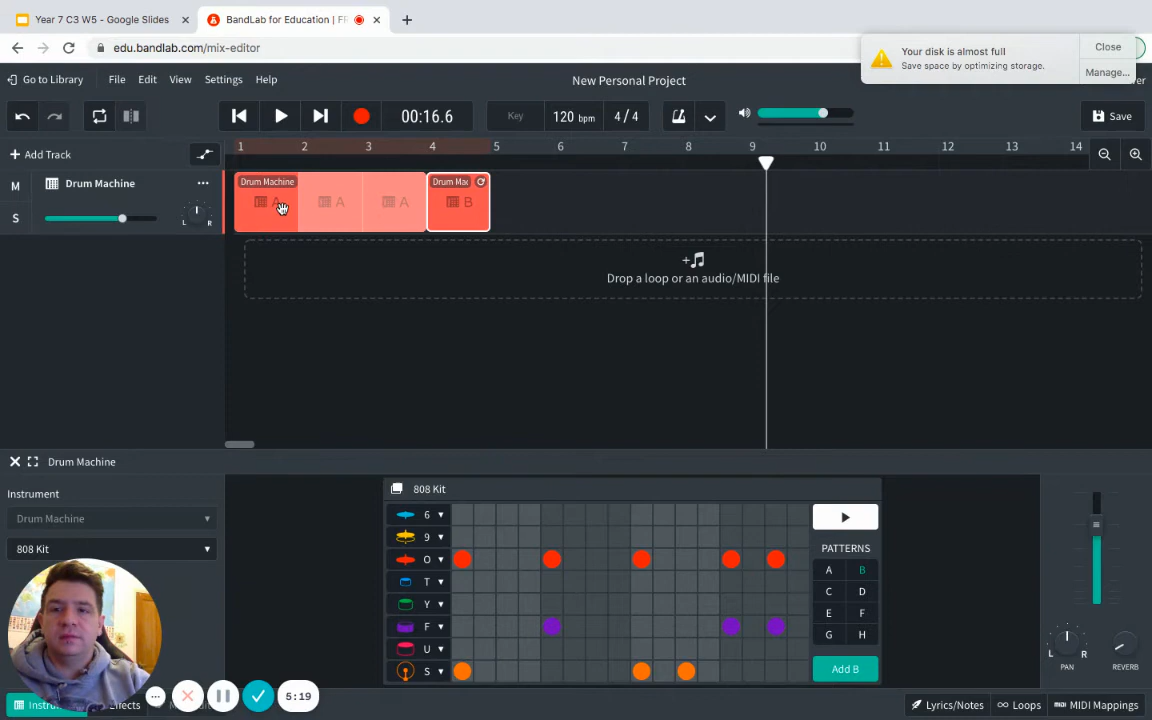 Year 7 C3 W5 - Google Slides
BandLab for Education | FR
edu.bandlab.com/mix-editor
Your disk is almost full
Save space by optimizing storage.
Close
Manage...
Go to Library
File
Edit
View
Settings
Help
New Personal Project
00:16.6
Key
120 bpm
4 / 4
Save
Add Track
1 2 3 4 5 6 7 8 9 10 11 12 13 14
M
Drum Machine
S
L R
Drum Machine
A
A
A
Drum Mac
B
Drop a loop or an audio/MIDI file
Drum Machine
Instrument
Drum Machine
808 Kit
808 Kit
6
9
O
T
Y
F
U
S
PATTERNS
A B
C D
E F
G H
Add B
L R
PAN
REVERB
5:19
Lyrics/Notes
Loops
MIDI Mappings